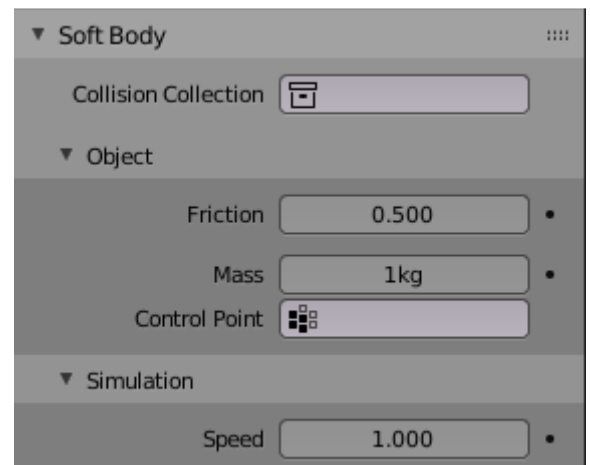 Soft Body
Collision Collection
Object
Friction 0.500
Mass 1kg
Control Point
Simulation
Speed 1.000